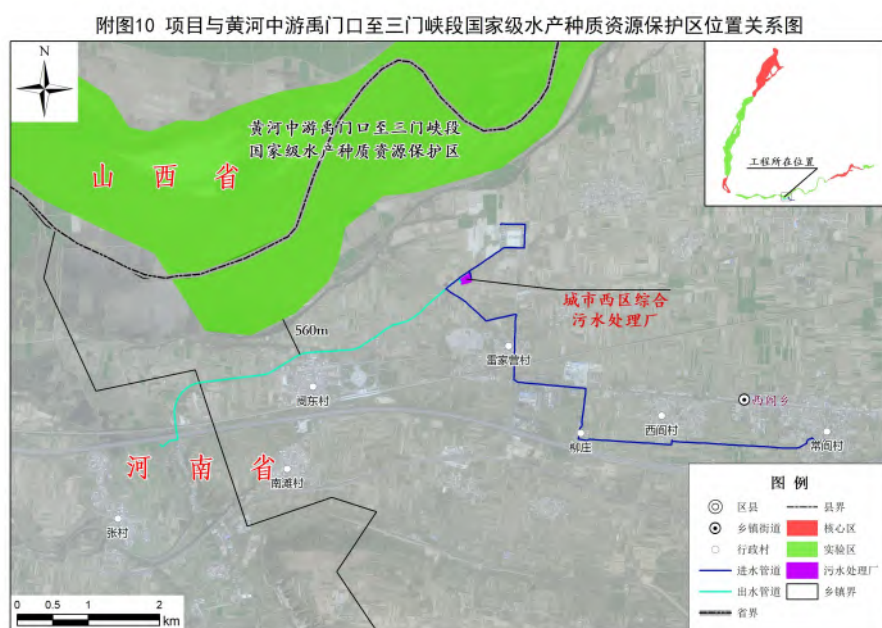 附图10 项目与黄河中游禹门口至三门峡段国家级水产种质资源保护区位置关系图
N
黄河中游禹门口至三门峡段
国家级水产种质资源保护区
山西省
工程所在位置
城市西区综合
污水处理厂
560m
雷家营村
阌东村
西阎乡
西阎村
柳庄
常阎村
河南省
南滩村
张村
图例
区县
县界
乡镇街道
核心区
行政村
实验区
进水管道
污水处理厂
出水管道
乡镇界
省界
0 0.5 1 2
km